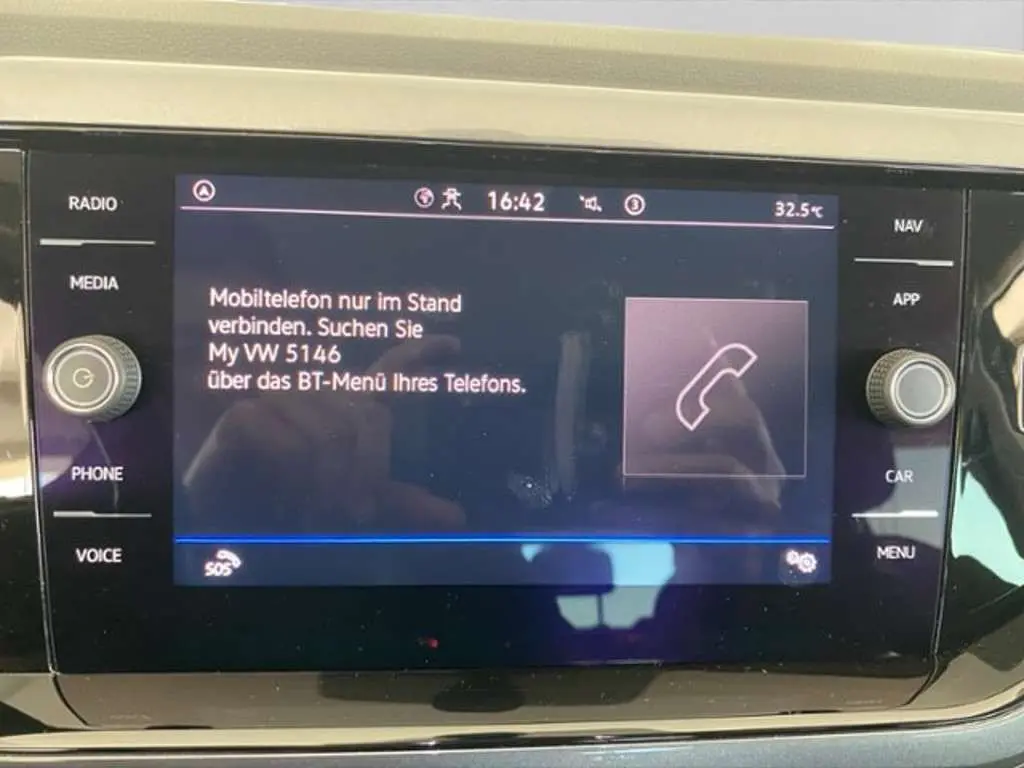 RADIO
MEDIA
PHONE
VOICE
16:42
3
32.5°C
Mobiltelefon nur im Stand
verbinden. Suchen Sie
My VW 5146
über das BT-Menü Ihres Telefons.
SOS
NAV
APP
CAR
MENU